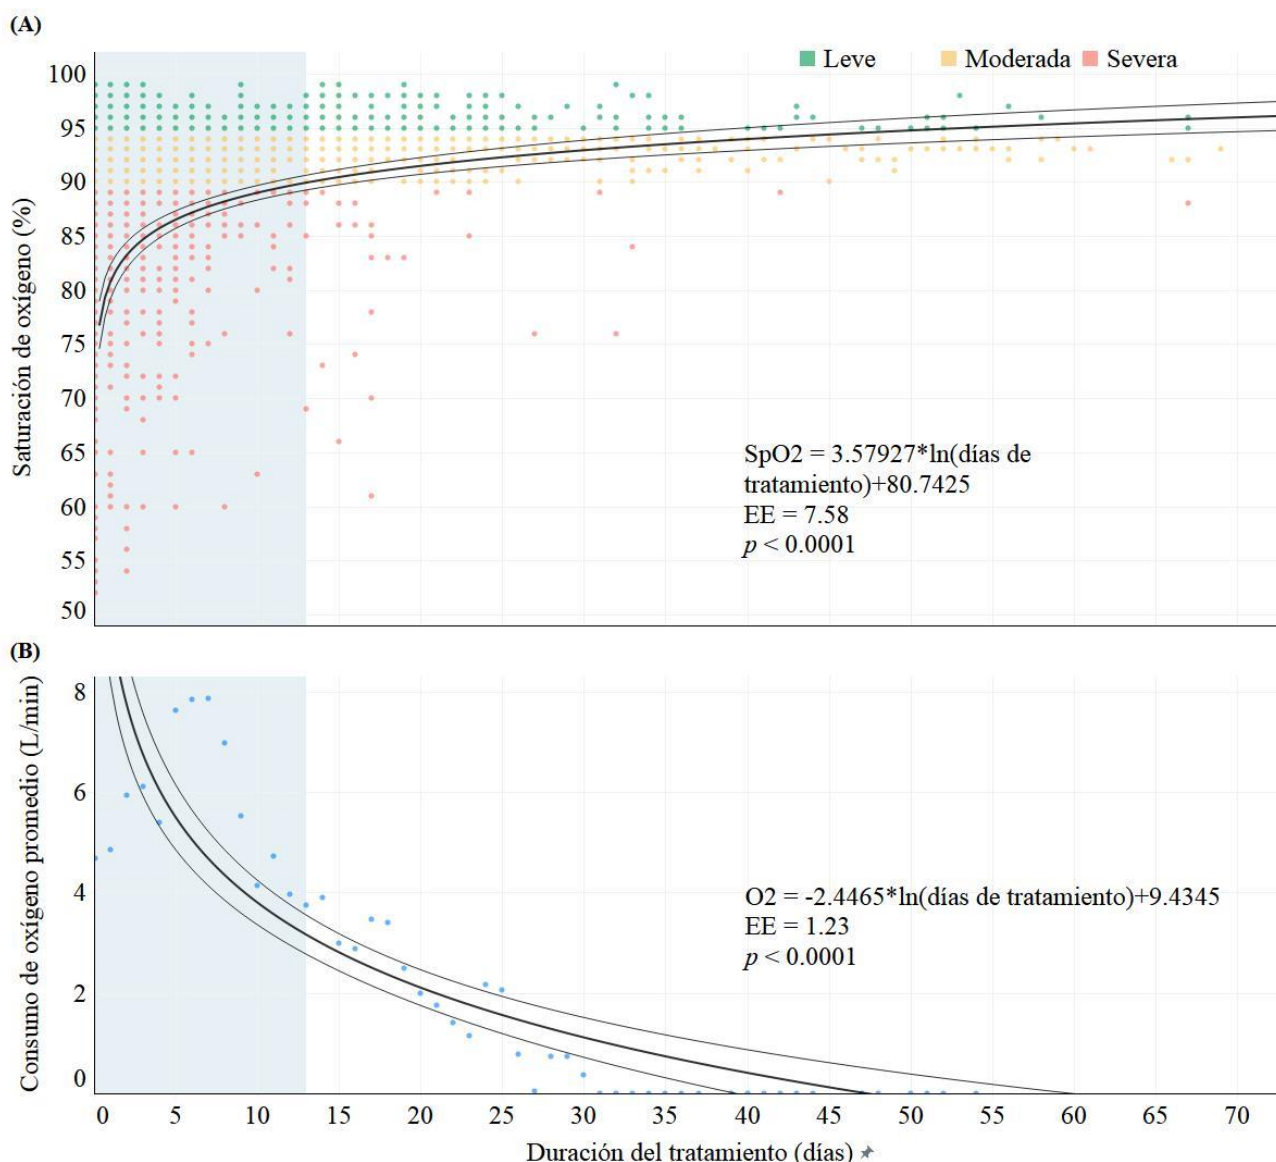 (A)
Leve Moderada Severa
Saturación de oxígeno (%)
100
95
90
85
80
75
70
65
60
55
50
SpO2 = 3.57927*ln(días de
tratamiento)+80.7425
EE = 7.58
p < 0.0001
(B)
Consumo de oxígeno promedio (L/min)
8
6
4
2
0
O2 = -2.4465*ln(días de tratamiento)+9.4345
EE = 1.23
p < 0.0001
0 5 10 15 20 25 30 35 40 45 50 55 60 65 70
Duración del tratamiento (días)